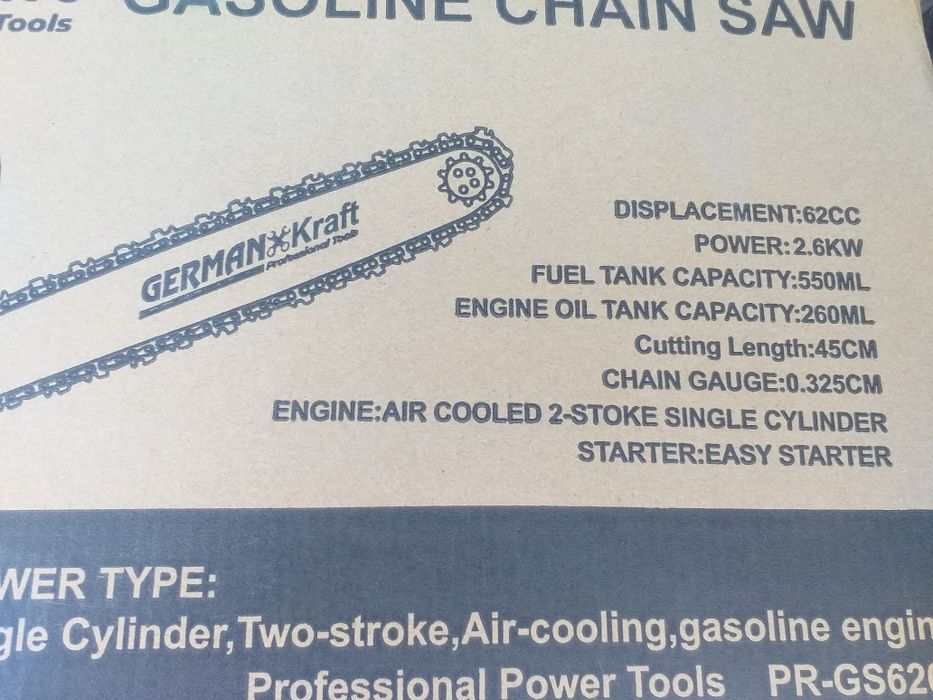 Tools
GASOLINE CHAIN SAW
GERMAN Kraft
Professional Tools
DISPLACEMENT:62CC
POWER:2.6KW
FUEL TANK CAPACITY:550ML
ENGINE OIL TANK CAPACITY:260ML
Cutting Length:45CM
CHAIN GAUGE:0.325CM
ENGINE:AIR COOLED 2-STOKE SINGLE CYLINDER
STARTER:EASY STARTER
WER TYPE:
gle Cylinder,Two-stroke,Air-cooling,gasoline engin
Professional Power Tools PR-GS620